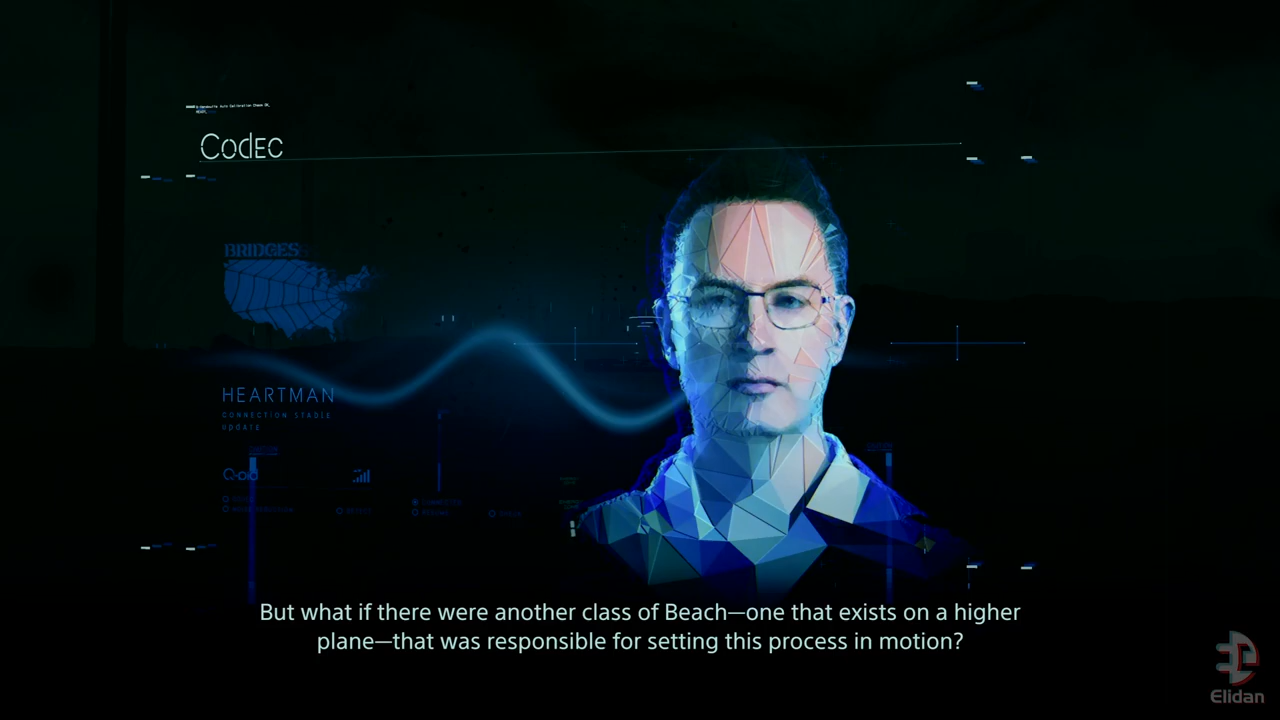 CodEC
BRIDGES
HEARTMAN
CONNECTION STABLE
update
Q-pid
But what if there were another class of Beach—one that exists on a higher
plane—that was responsible for setting this process in motion?
Elidan